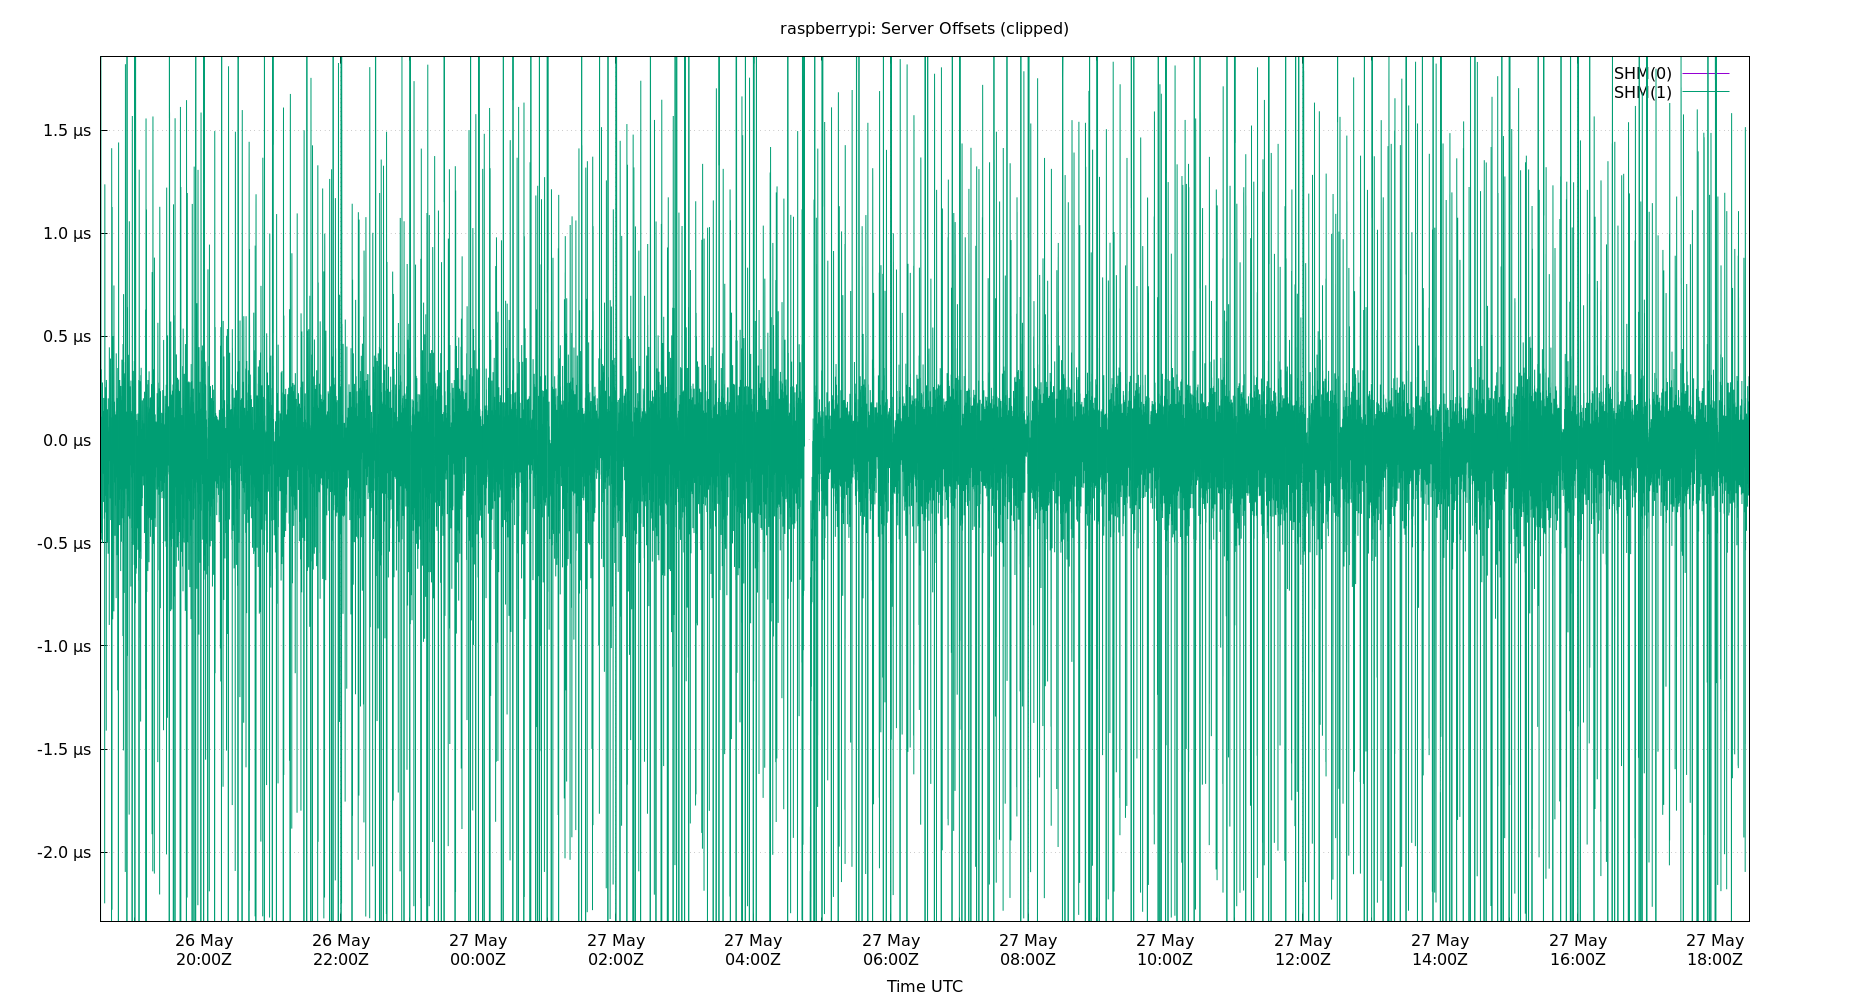 raspberrypi: Server Offsets (clipped)
SHM(0)
SHM(1)
1.5 µs
1.0 µs
0.5 µs
0.0 µs
-0.5 µs
-1.0 µs
-1.5 µs
-2.0 µs
26 May 26 May 27 May 27 May 27 May 27 May 27 May 27 May 27 May 27 May 27 May 27 May
20:00Z 22:00Z 00:00Z 02:00Z 04:00Z 06:00Z 08:00Z 10:00Z 12:00Z 14:00Z 16:00Z 18:00Z
Time UTC